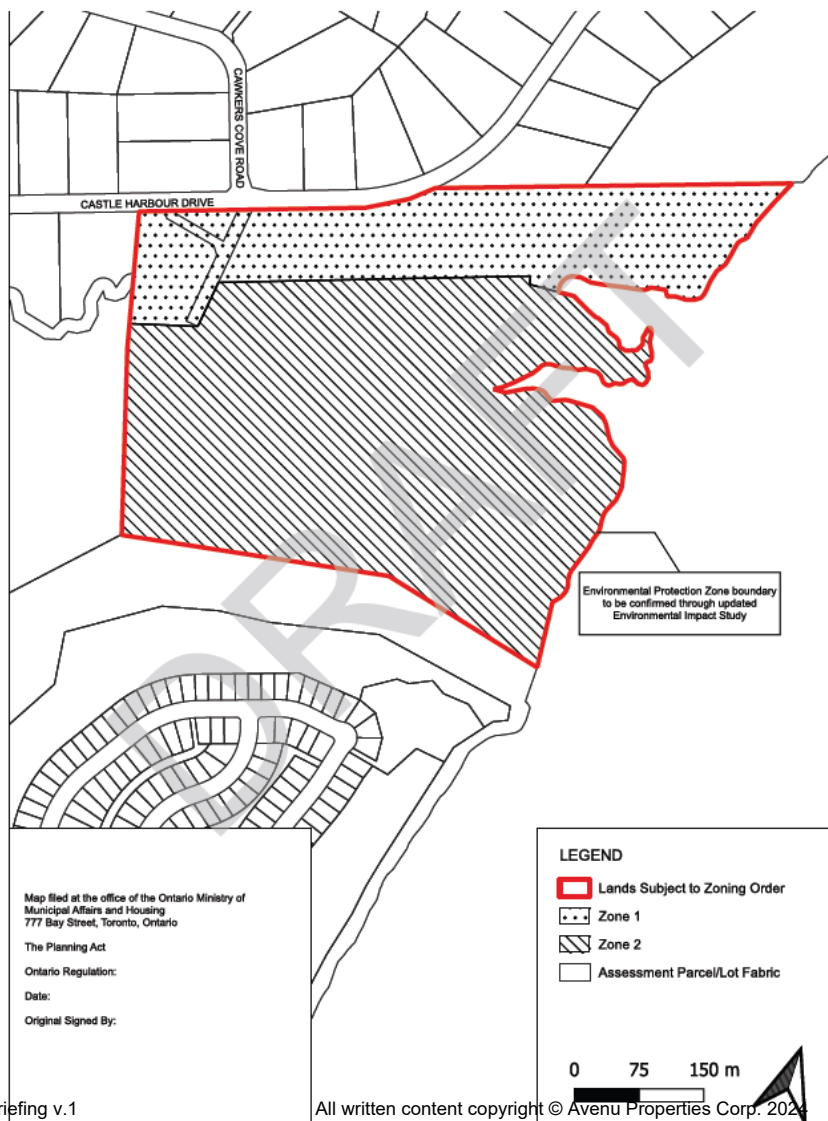 CAWKERS COVE ROAD
CASTLE HARBOUR DRIVE
DRAFT
Environmental Protection Zone boundary
to be confirmed through updated
Environmental Impact Study
Map filed at the office of the Ontario Ministry of
Municipal Affairs and Housing
777 Bay Street, Toronto, Ontario
The Planning Act
Ontario Regulation:
Date:
Original Signed By:
LEGEND
Lands Subject to Zoning Order
Zone 1
Zone 2
Assessment Parcel/Lot Fabric
0 75 150 m
riefing v.1
All written content copyright © Avenu Properties Corp. 2024